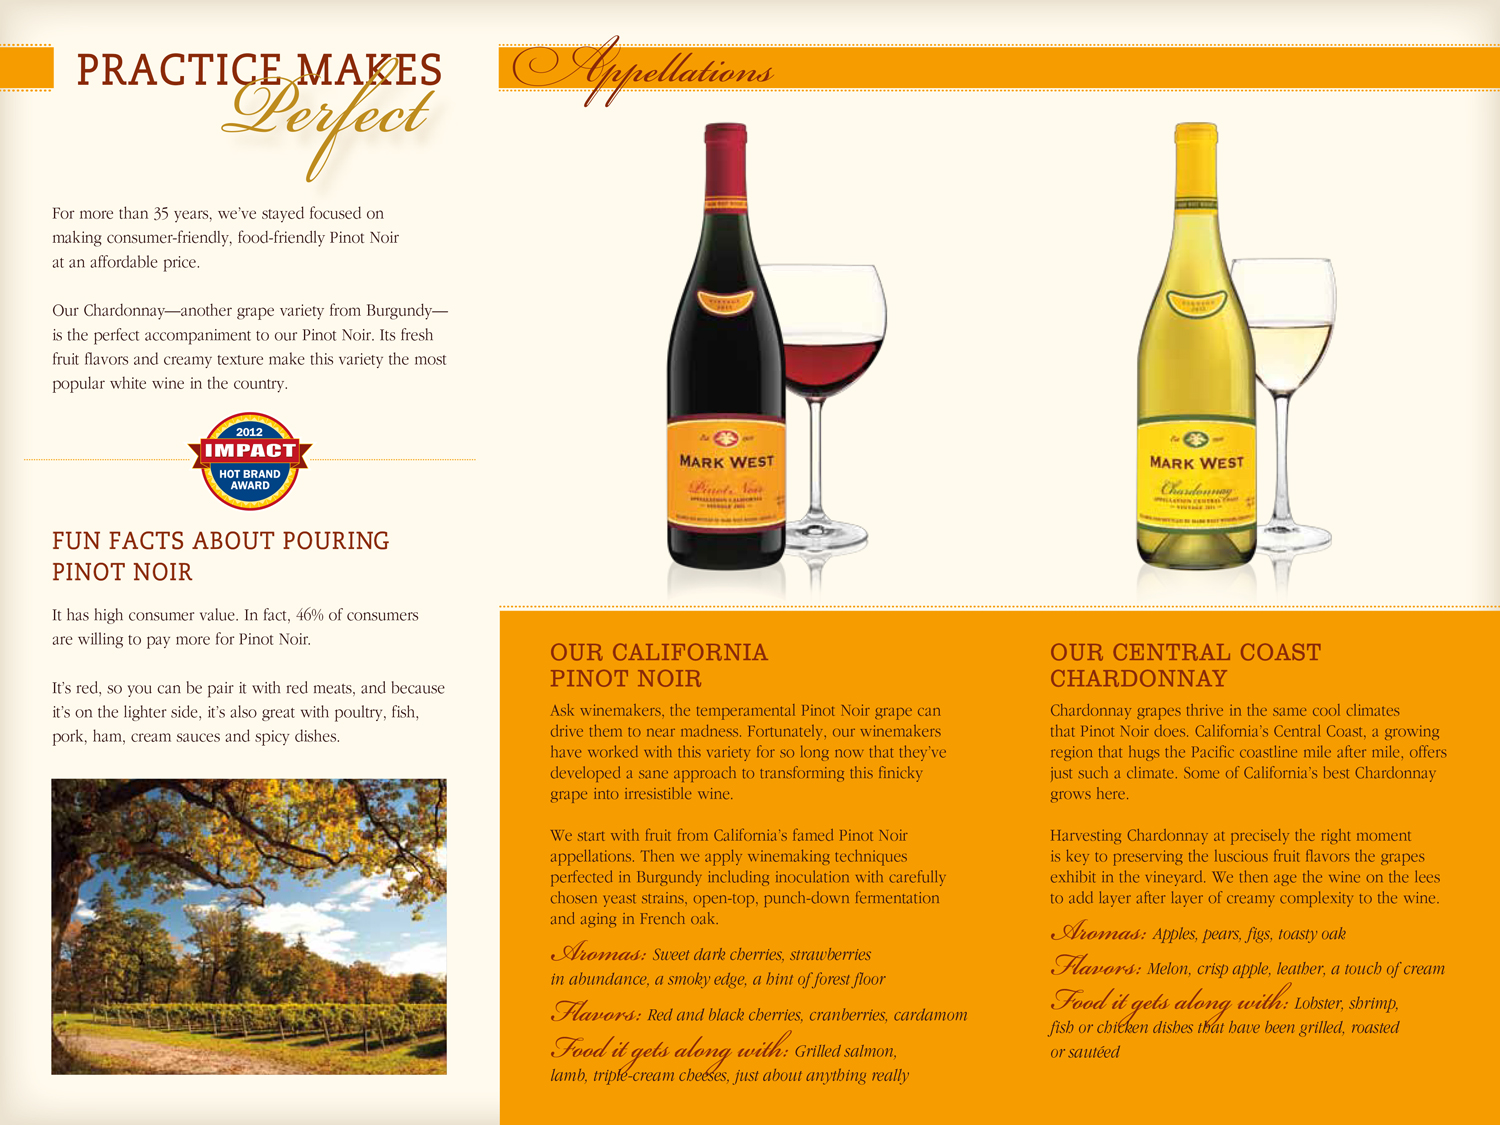 PRACTICE MAKES
Perfect
For more than 35 years, we've stayed focused on
making consumer-friendly, food-friendly Pinot Noir
at an affordable price.
Our Chardonnay—another grape variety from Burgundy—
is the perfect accompaniment to our Pinot Noir. Its fresh
fruit flavors and creamy texture make this variety the most
popular white wine in the country.
2012
IMPACT
HOT BRAND
AWARD
FUN FACTS ABOUT POURING
PINOT NOIR
It has high consumer value. In fact, 46% of consumers
are willing to pay more for Pinot Noir.
It's red, so you can be pair it with red meats, and because
it's on the lighter side, it's also great with poultry, fish,
pork, ham, cream sauces and spicy dishes.
Appellations
VINTAGE
MARK WEST
Pinot Noir
APPELLATION CALIFORNIA
VINTAGE
VINTAGE
MARK WEST
Chardonnay
APPELLATION CENTRAL COAST
VINTAGE
OUR CALIFORNIA
PINOT NOIR
Ask winemakers, the temperamental Pinot Noir grape can
drive them to near madness. Fortunately, our winemakers
have worked with this variety for so long now that they've
developed a sane approach to transforming this finicky
grape into irresistible wine.
We start with fruit from California's famed Pinot Noir
appellations. Then we apply winemaking techniques
perfected in Burgundy including inoculation with carefully
chosen yeast strains, open-top, punch-down fermentation
and aging in French oak.
Aromas: Sweet dark cherries, strawberries
in abundance, a smoky edge, a hint of forest floor
Flavors: Red and black cherries, cranberries, cardamom
Food it gets along with: Grilled salmon,
lamb, triple-cream cheeses, just about anything really
OUR CENTRAL COAST
CHARDONNAY
Chardonnay grapes thrive in the same cool climates
that Pinot Noir does. California's Central Coast, a growing
region that hugs the Pacific coastline mile after mile, offers
just such a climate. Some of California's best Chardonnay
grows here.
Harvesting Chardonnay at precisely the right moment
is key to preserving the luscious fruit flavors the grapes
exhibit in the vineyard. We then age the wine on the lees
to add layer after layer of creamy complexity to the wine.
Aromas: Apples, pears, figs, toasty oak
Flavors: Melon, crisp apple, leather, a touch of cream
Food it gets along with: Lobster, shrimp,
fish or chicken dishes that have been grilled, roasted
or sautéed